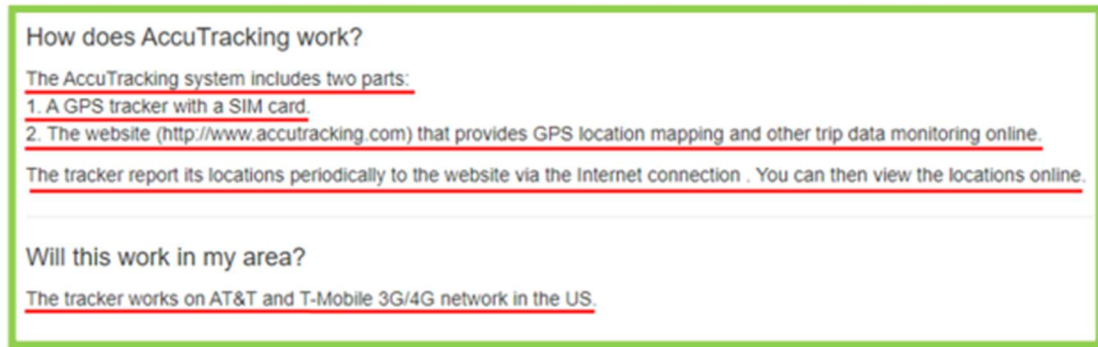 How does AccuTracking work?
The AccuTracking system includes two parts:
1. A GPS tracker with a SIM card.
2. The website (http://www.accutracking.com) that provides GPS location mapping and other trip data monitoring online.
The tracker report its locations periodically to the website via the Internet connection . You can then view the locations online.
Will this work in my area?
The tracker works on AT&T and T-Mobile 3G/4G network in the US.